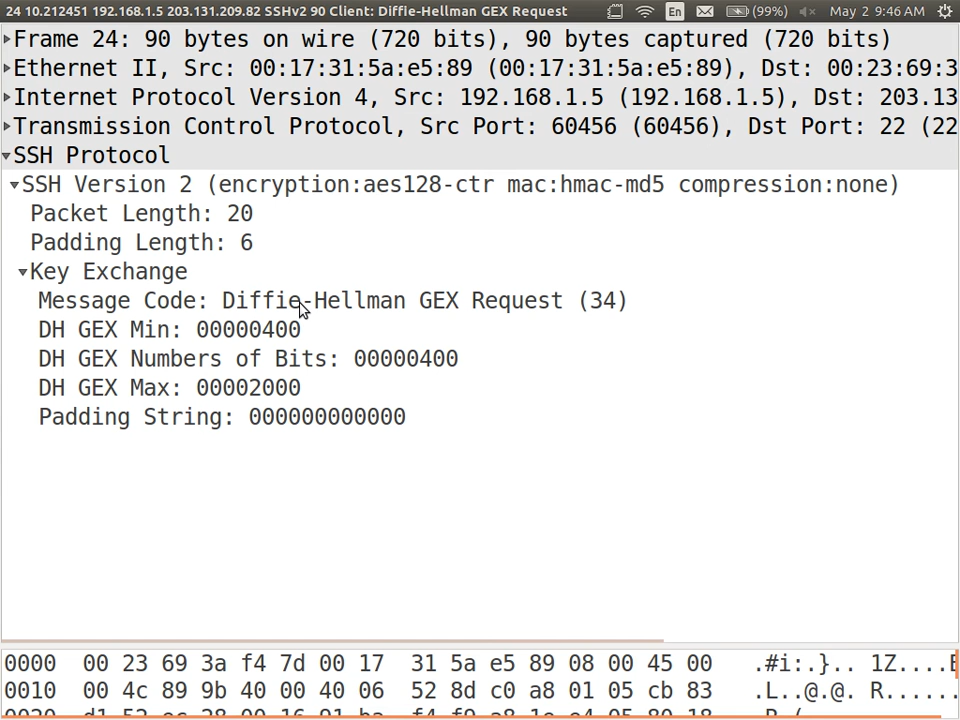 24 10.212451 192.168.1.5 203.131.209.82 SSHv2 90 Client: Diffie-Hellman GEX Request En (99%) May 2 9:46 AM
Frame 24: 90 bytes on wire (720 bits), 90 bytes captured (720 bits)
Ethernet II, Src: 00:17:31:5a:e5:89 (00:17:31:5a:e5:89), Dst: 00:23:69:3
Internet Protocol Version 4, Src: 192.168.1.5 (192.168.1.5), Dst: 203.13
Transmission Control Protocol, Src Port: 60456 (60456), Dst Port: 22 (22
SSH Protocol
SSH Version 2 (encryption:aes128-ctr mac:hmac-md5 compression:none)
Packet Length: 20
Padding Length: 6
Key Exchange
Message Code: Diffie-Hellman GEX Request (34)
DH GEX Min: 00000400
DH GEX Numbers of Bits: 00000400
DH GEX Max: 00002000
Padding String: 000000000000
0000 00 23 69 3a f4 7d 00 17 31 5a e5 89 08 00 45 00 .#i:.}.. 1Z....E
0010 00 4c 89 9b 40 00 40 06 52 8d c0 a8 01 05 cb 83 .L..@.@. R......